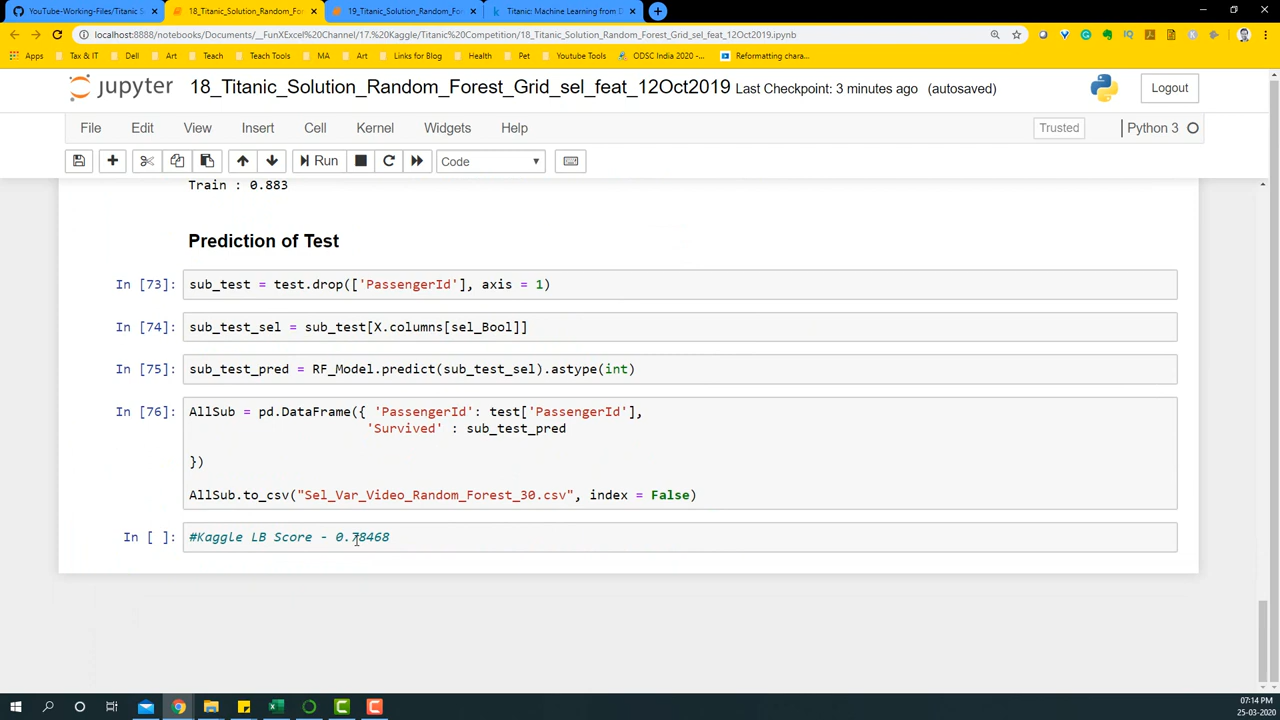 YouTube-Working-Files/Titanic S
18_Titanic_Solution_Random_Fo
19_Titanic_Solution_Random_Fo
Titanic: Machine Learning from D
localhost:8888/notebooks/Documents/__FunXExcel%20Channel/17.%20Kaggle/Titanic%20Competition/18_Titanic_Solution_Random_Forest_Grid_sel_feat_12Oct2019.ipynb
Apps Tax & IT Dell Art Teach Teach Tools MA Art Links for Blog Health Pet Youtube Tools ODSC India 2020 -... Reformatting chara...
jupyter 18_Titanic_Solution_Random_Forest_Grid_sel_feat_12Oct2019 Last Checkpoint: 3 minutes ago (autosaved) Logout
File Edit View Insert Cell Kernel Widgets Help Trusted Python 3
Run Code
Train : 0.883
Prediction of Test
In [73]: sub_test = test.drop(['PassengerId'], axis = 1)
In [74]: sub_test_sel = sub_test[X.columns[sel_Bool]]
In [75]: sub_test_pred = RF_Model.predict(sub_test_sel).astype(int)
In [76]: AllSub = pd.DataFrame({ 'PassengerId': test['PassengerId'],
'Survived' : sub_test_pred
})
AllSub.to_csv("Sel_Var_Video_Random_Forest_30.csv", index = False)
In [ ]: #Kaggle LB Score - 0.78468
07:14 PM
25-03-2020